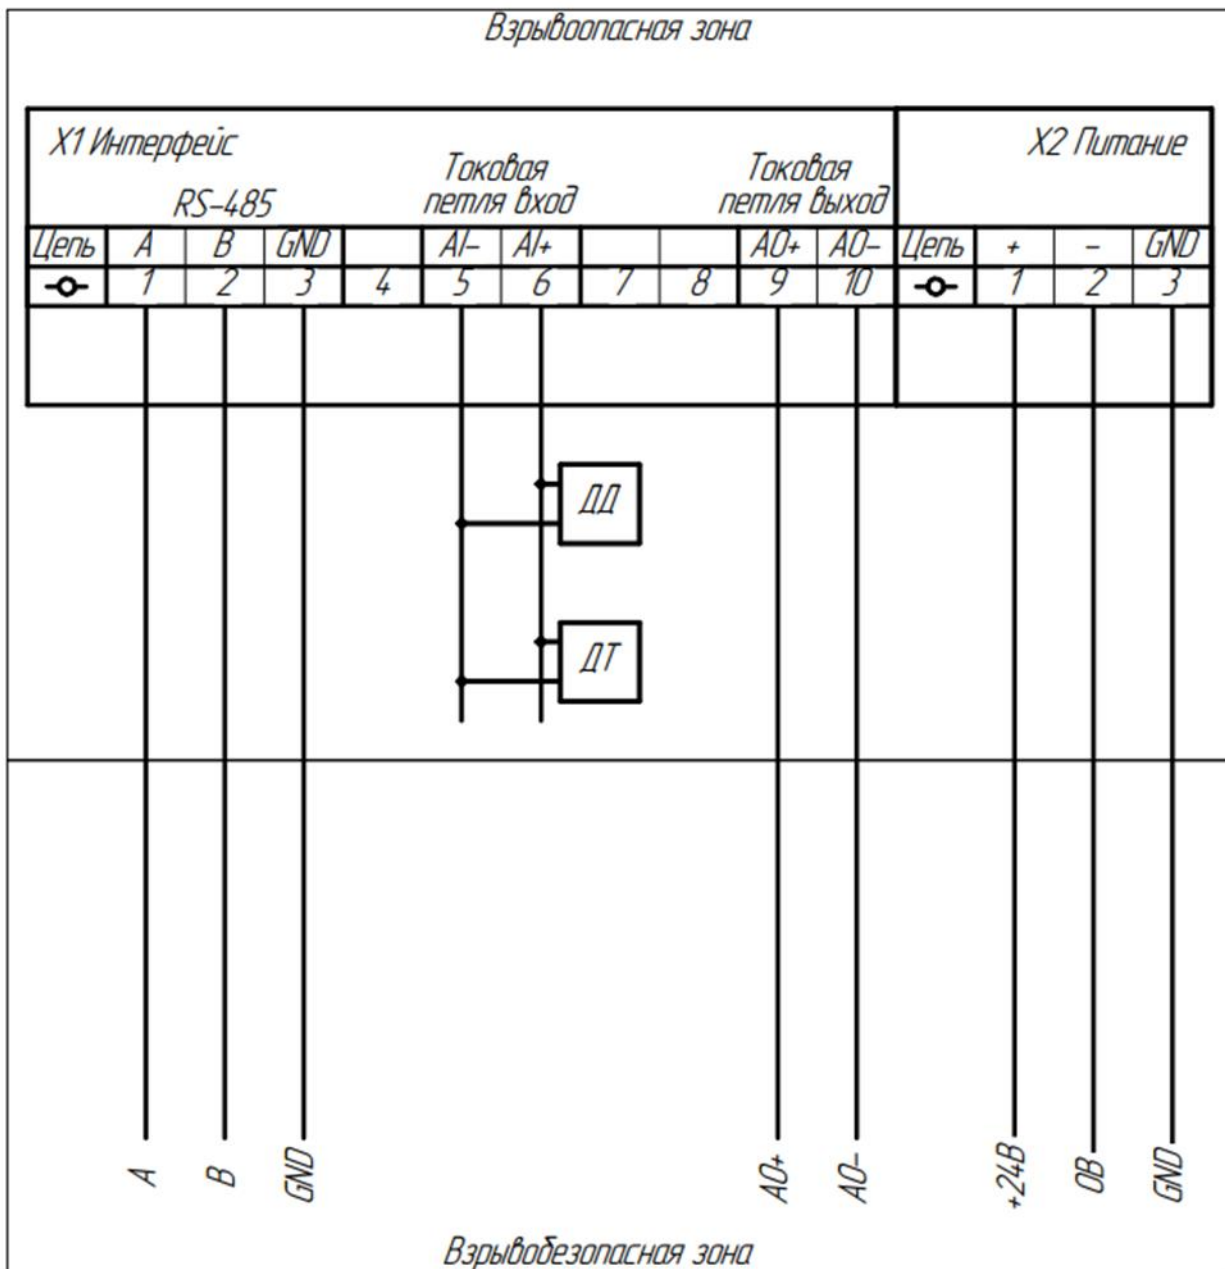 Взрывоопасная зона
X1 Интерфейс
X2 Питание
Токовая
петля вход
Токовая
петля выход
RS-485
Цепь A B GND AI- AI+ AO+ AO- Цепь + - GND
1 2 3 4 5 6 7 8 9 10 1 2 3
ДД
ДТ
A B GND AO+ AO- +24В 0В GND
Взрывобезопасная зона